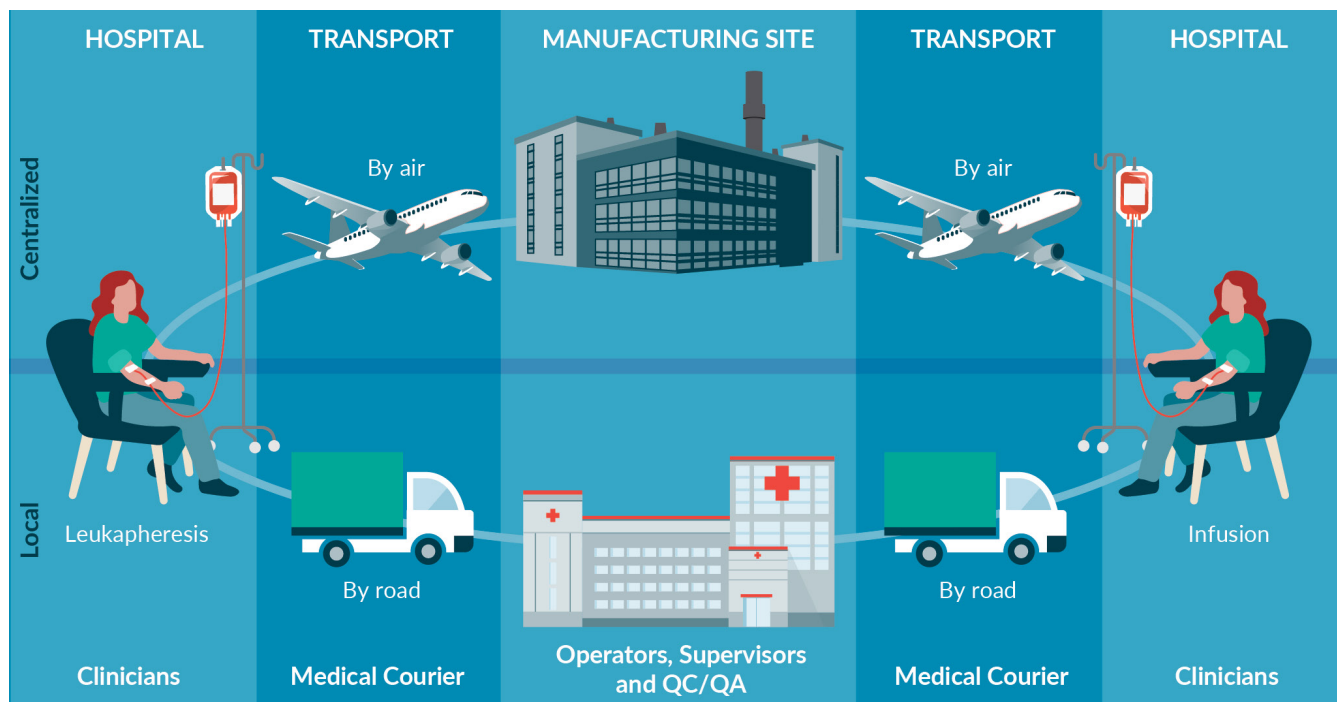 HOSPITAL
TRANSPORT
MANUFACTURING SITE
TRANSPORT
HOSPITAL
Centralized
By air
By air
Local
Leukapheresis
By road
By road
Infusion
Clinicians
Medical Courier
Operators, Supervisors
and QC/QA
Medical Courier
Clinicians